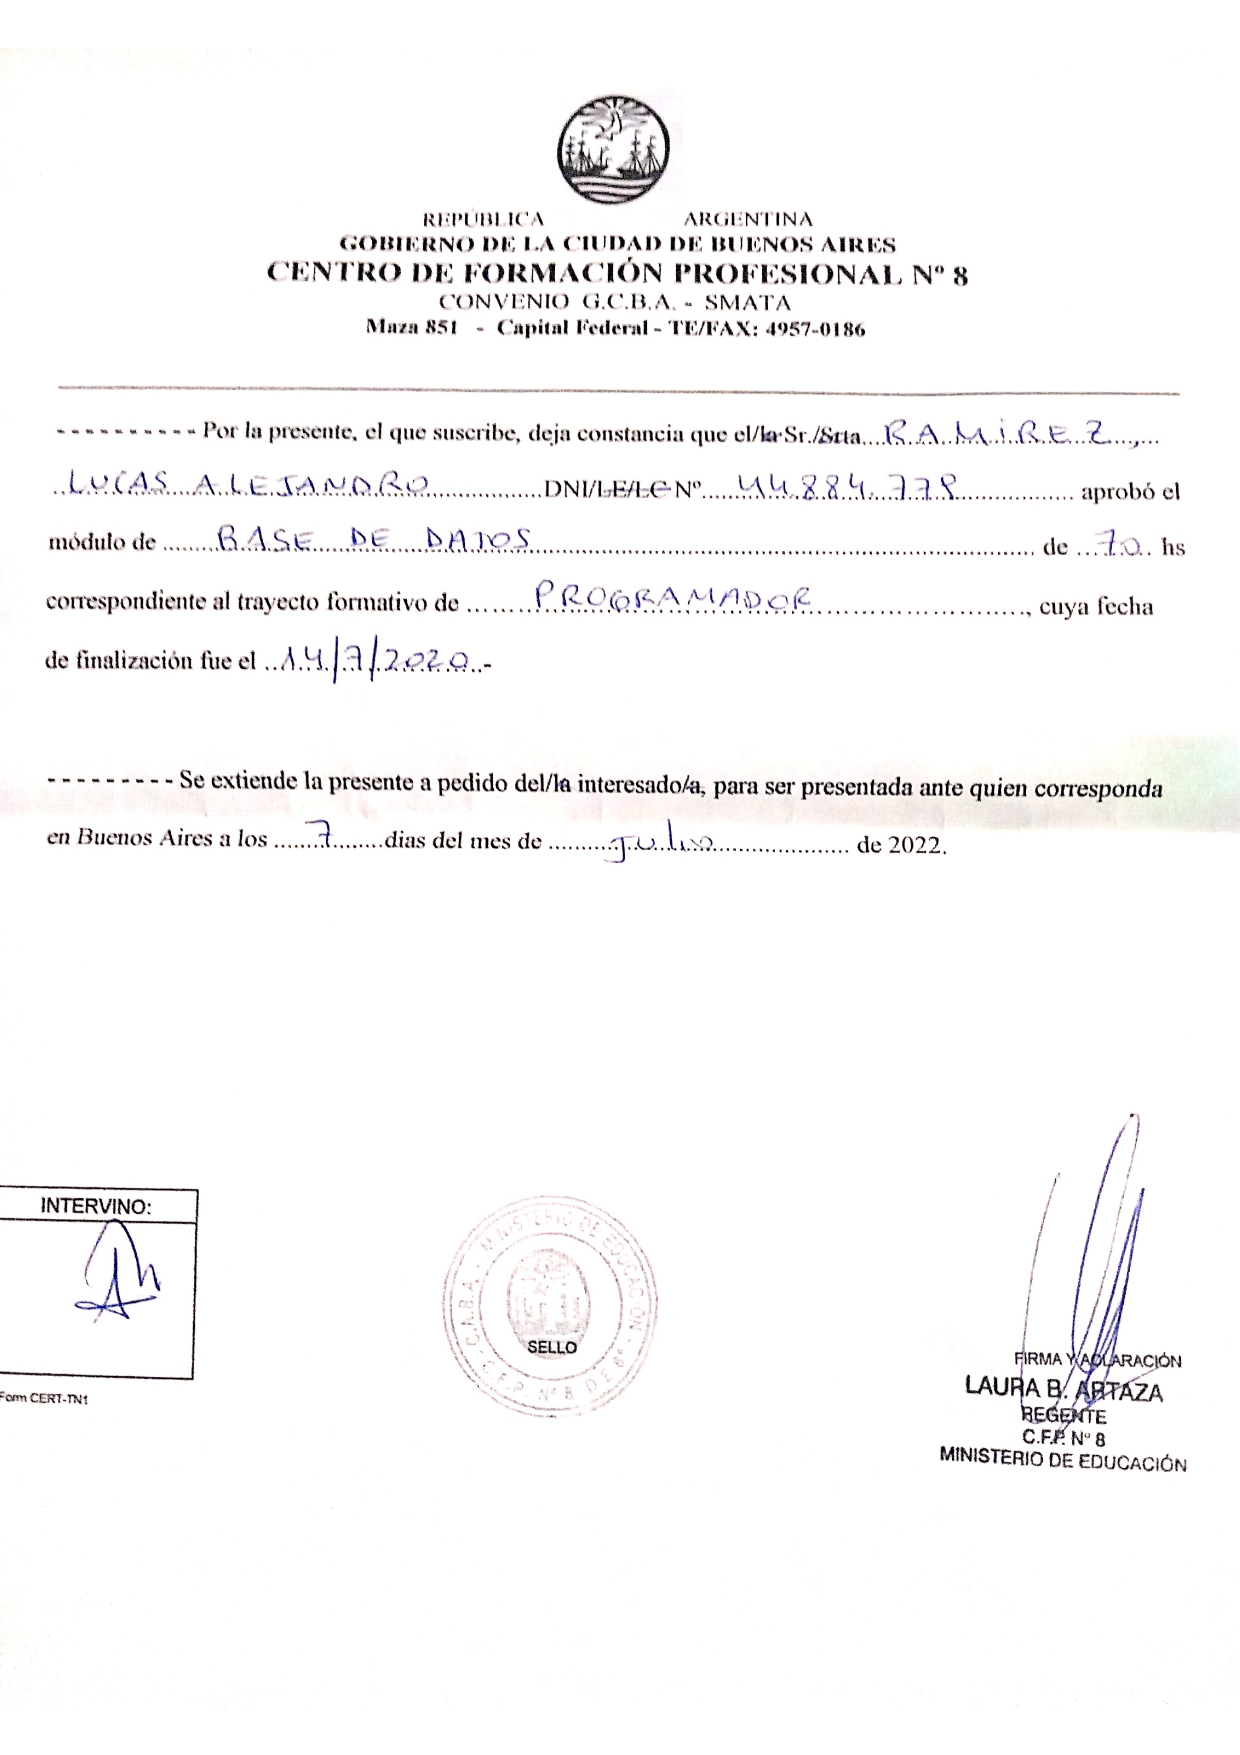 REPÚBLICA ARGENTINA
GOBIERNO DE LA CIUDAD DE BUENOS AIRES
CENTRO DE FORMACIÓN PROFESIONAL Nº 8
CONVENIO G.C.B.A. - SMATA
Maza 851 - Capital Federal - TE/FAX: 4957-0186
- - - - - - - - - - Por la presente, el que suscribe, deja constancia que el/la Sr./Srta...RAMIREZ...,...
..LUCAS ALEJANDRO..................DNI/LE/LC Nº.....44.884.778.................. aprobó el
módulo de ........BASE DE DATOS........................................ de ...70.. hs
correspondiente al trayecto formativo de ........PROGRAMADOR................................, cuya fecha
de finalización fue el ..14/7/2020..-
- - - - - - - - - Se extiende la presente a pedido del/la interesado/a, para ser presentada ante quien corresponda
en Buenos Aires a los .....7........dias del mes de ..........Julio..................... de 2022.
INTERVINO:
Form CERT-TN1
C.A.B.A. - MINISTERIO DE EDUCACIÓN -
SELLO
C.F.P. Nº 8 D.E 6º
FIRMA Y ACLARACIÓN
LAURA B. ARTAZA
REGENTE
C.F.P. Nº 8
MINISTERIO DE EDUCACIÓN